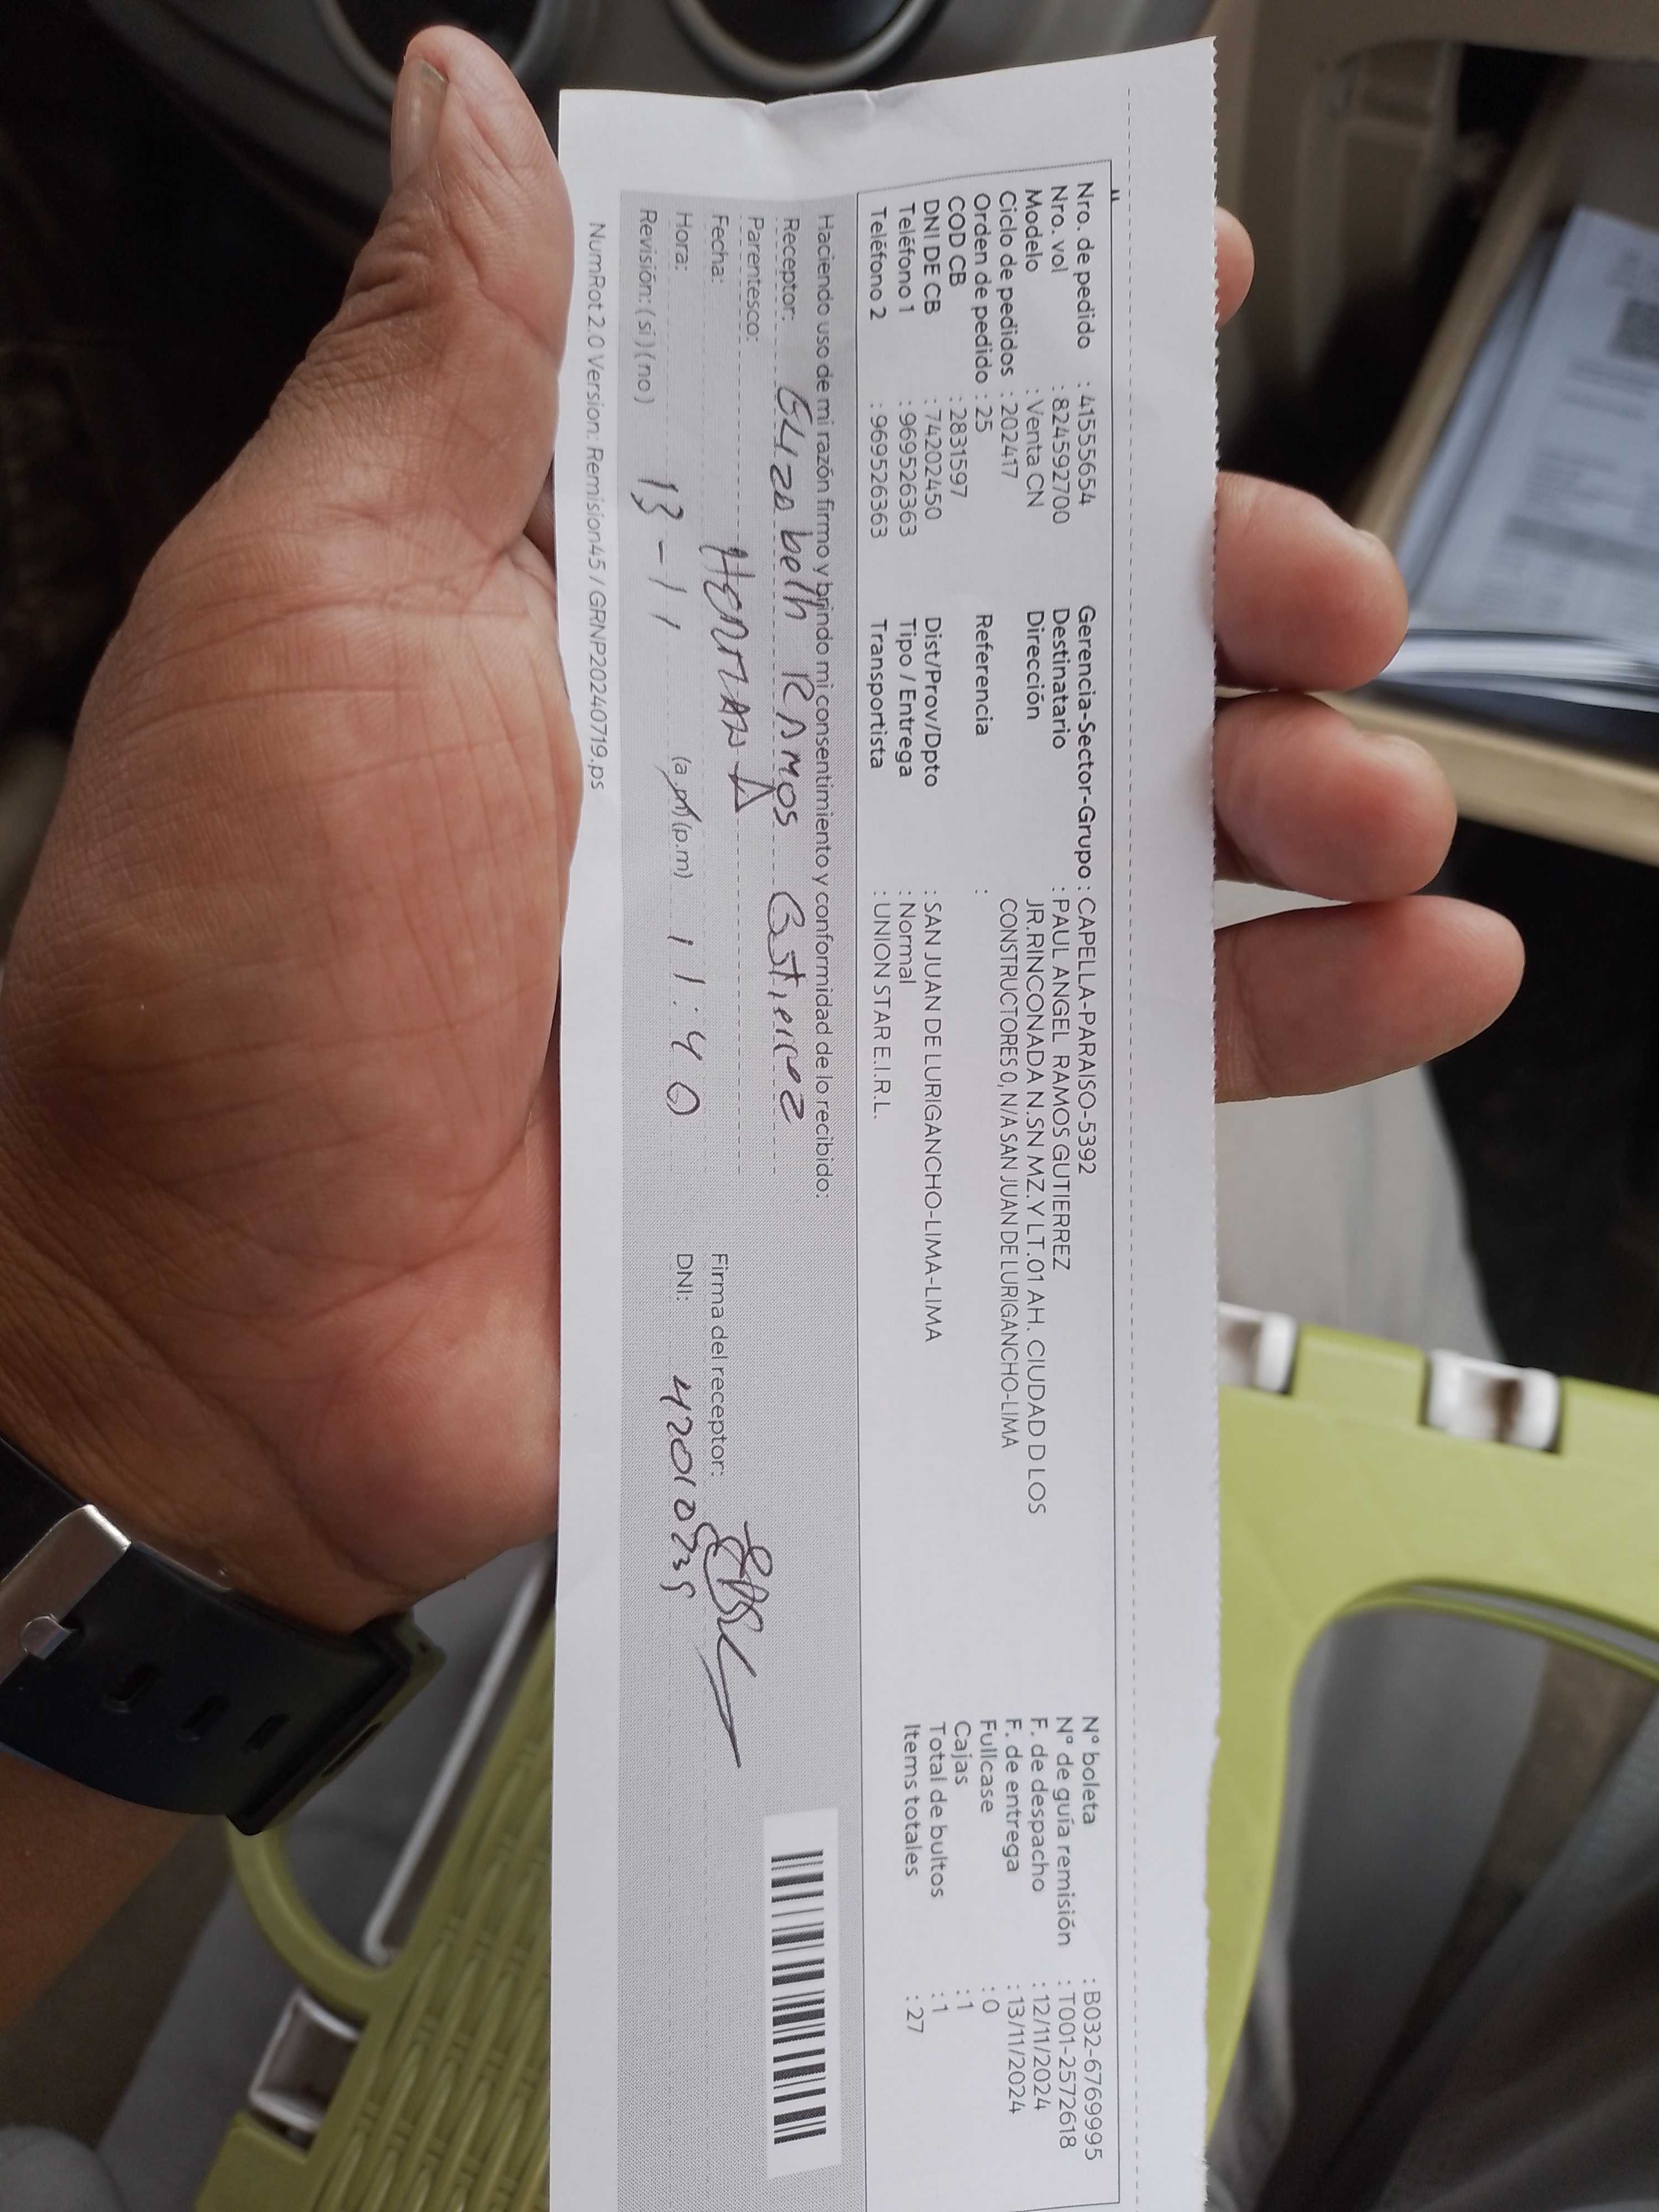 Nro. de pedido : 41555654 Gerencia-Sector-Grupo : CAPELLA-PARAISO-5392 N° boleta : B032-6769995
Nro. vol : 824592700 Destinatario : PAUL ANGEL RAMOS GUTIERREZ N° de guía remisión : T001-2572618
Modelo : Venta CN Dirección JR.RINCONADA N.SN MZ.Y LT.01 AH. CIUDAD D LOS F. de despacho : 12/11/2024
Ciclo de pedidos : 202417 CONSTRUCTORES 0, N/A SAN JUAN DE LURIGANCHO-LIMA F. de entrega : 13/11/2024
Orden de pedido : 25 Referencia : Fullcase : 0
COD CB : 2831597 Cajas : 1
DNI DE CB : 74202450 Dist/Prov/Dpto : SAN JUAN DE LURIGANCHO-LIMA-LIMA Total de bultos : 1
Teléfono 1 : 969526363 Tipo / Entrega : Normal Items totales : 27
Teléfono 2 : 969526363 Transportista : UNION STAR E.I.R.L.
Haciendo uso de mi razón firmo y brindo mi consentimiento y conformidad de lo recibido:
Receptor: Elizabeth Ramos
Parentesco:
Fecha: Firma del receptor:
Hora: (a.m) (p.m) 11:40 DNI:
Revisión: ( si ) ( no ) 13-11
NumRot 2.0 Version: Remision45 / GRNP20240719.ps